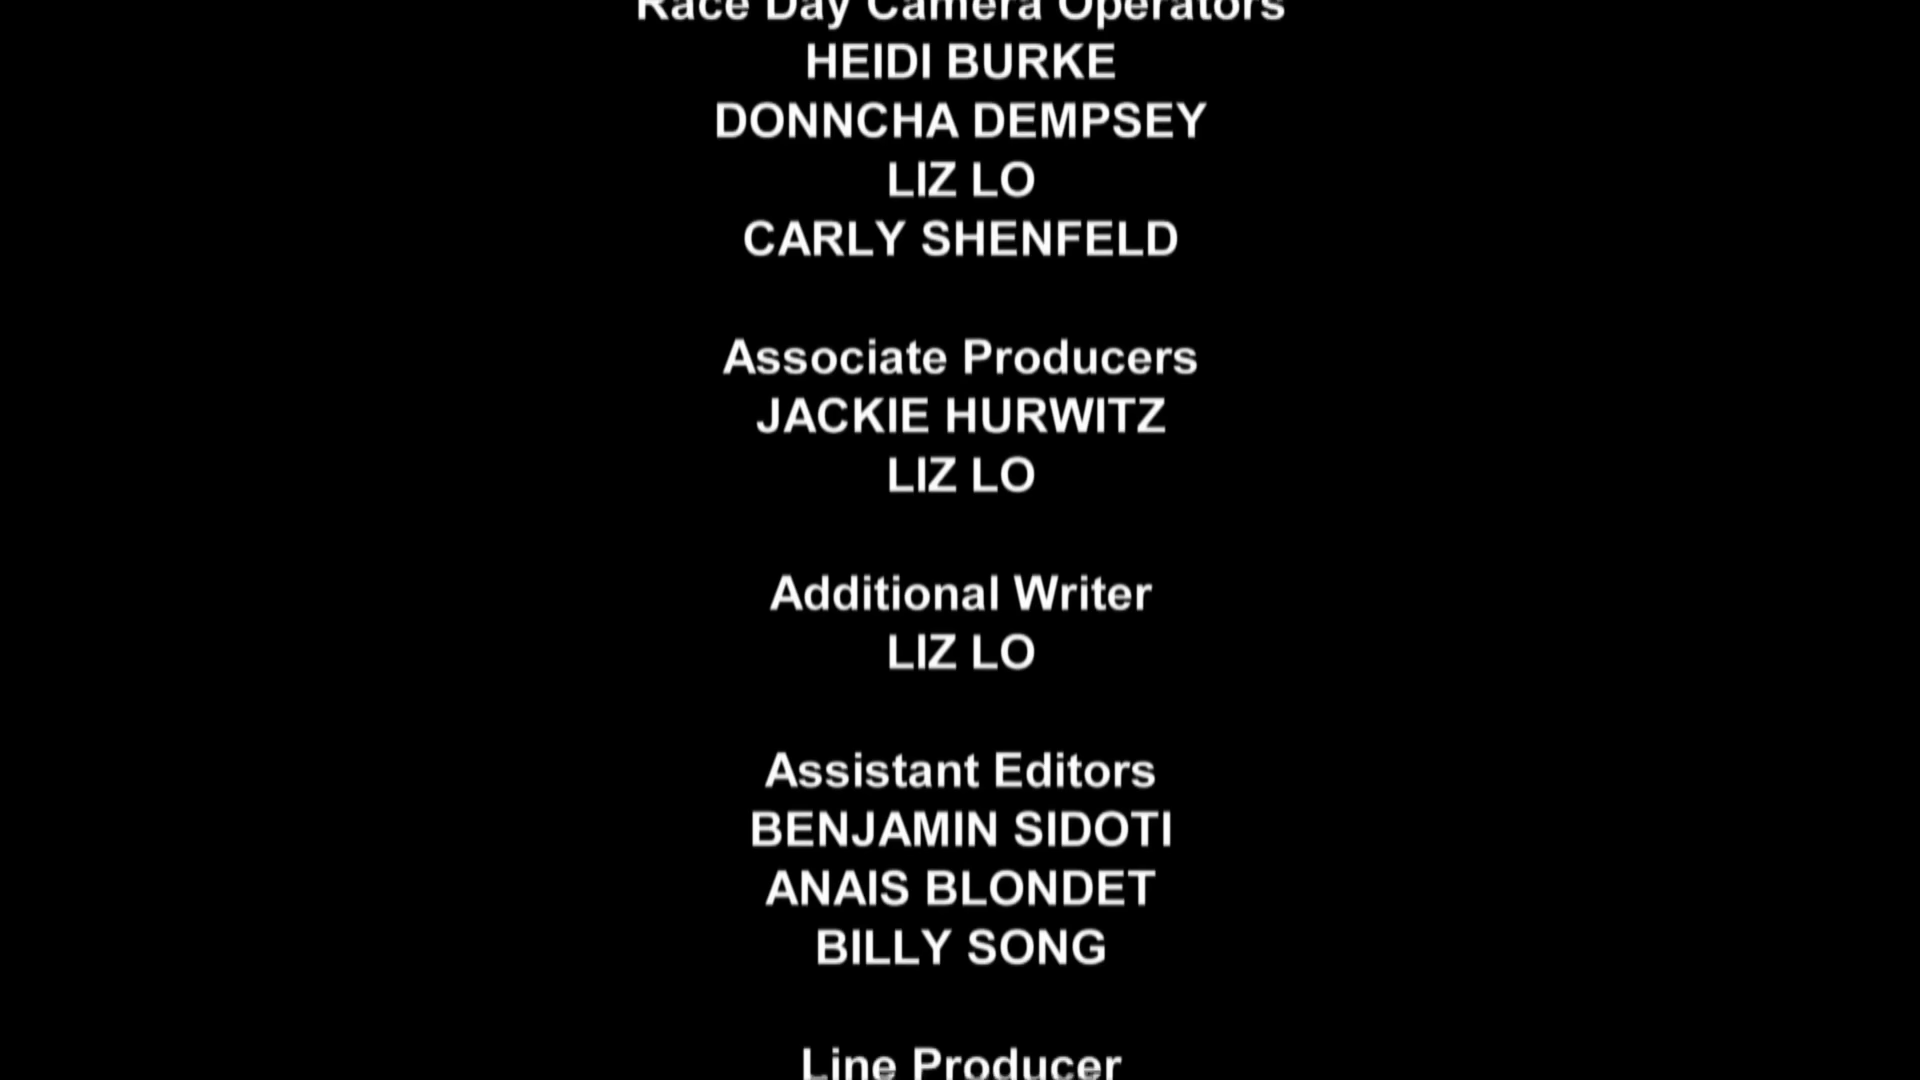 Race Day Camera Operators
HEIDI BURKE
DONNCHA DEMPSEY
LIZ LO
CARLY SHENFELD
Associate Producers
JACKIE HURWITZ
LIZ LO
Additional Writer
LIZ LO
Assistant Editors
BENJAMIN SIDOTI
ANAIS BLONDET
BILLY SONG
Line Producer